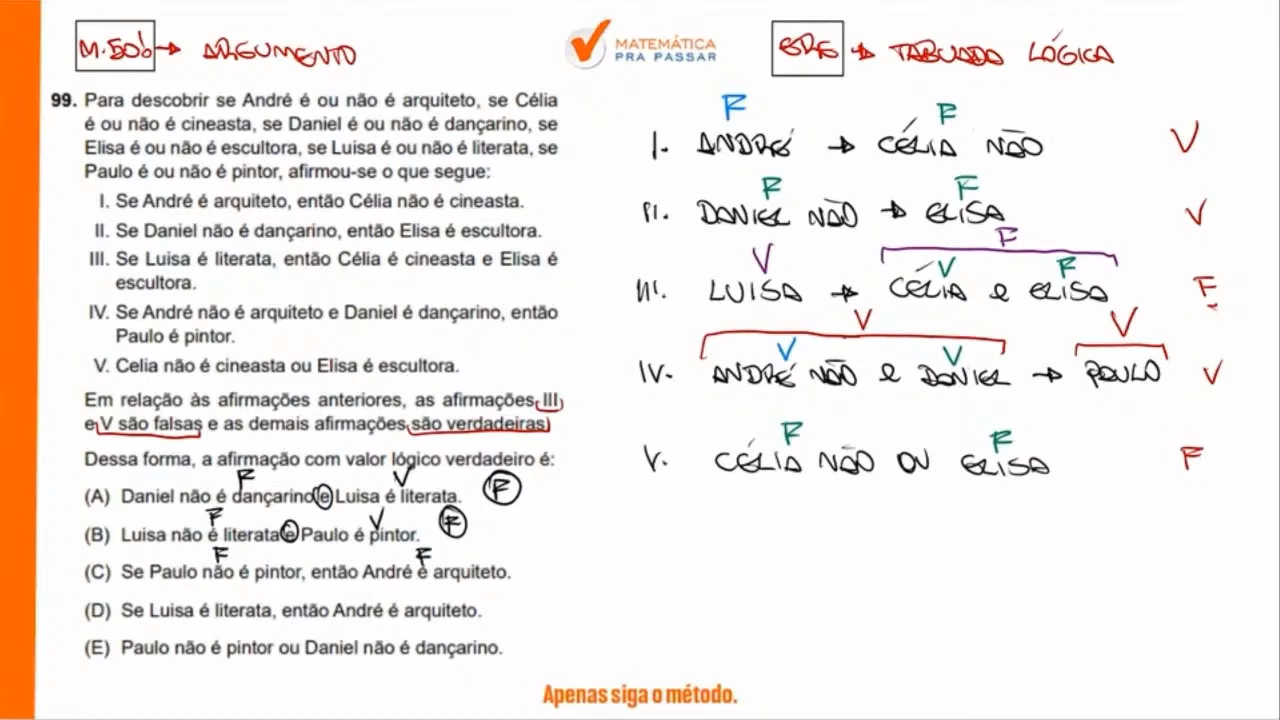 M.50% → ARGUMENTO
MATEMÁTICA
PRA PASSAR
→ TABUADA LÓGICA
99. Para descobrir se André é ou não é arquiteto, se Célia
é ou não é cineasta, se Daniel é ou não é dançarino, se
Elisa é ou não é escultora, se Luisa é ou não é literata, se
Paulo é ou não é pintor, afirmou-se o que segue:
I. Se André é arquiteto, então Célia não é cineasta.
II. Se Daniel não é dançarino, então Elisa é escultora.
III. Se Luisa é literata, então Célia é cineasta e Elisa é
escultora.
IV. Se André não é arquiteto e Daniel é dançarino, então
Paulo é pintor.
V. Celia não é cineasta ou Elisa é escultora.
Em relação às afirmações anteriores, as afirmações III
e V são falsas e as demais afirmações são verdadeiras.
Dessa forma, a afirmação com valor lógico verdadeiro é:
F V
(A) Daniel não é dançarino e Luisa é literata. F
F V
(B) Luisa não é literata e Paulo é pintor. F
F F
(C) Se Paulo não é pintor, então André é arquiteto.
(D) Se Luisa é literata, então André é arquiteto.
(E) Paulo não é pintor ou Daniel não é dançarino.
F F
I. ANDRÉ → CÉLIA NÃO V
F F
II. DANIEL NÃO → ELISA V
F
V V F
III. LUISA → CÉLIA e ELISA F
V V
V V
IV. ANDRÉ NÃO e DANIEL → PAULO V
F F
V. CÉLIA NÃO OU ELISA F
Apenas siga o método.